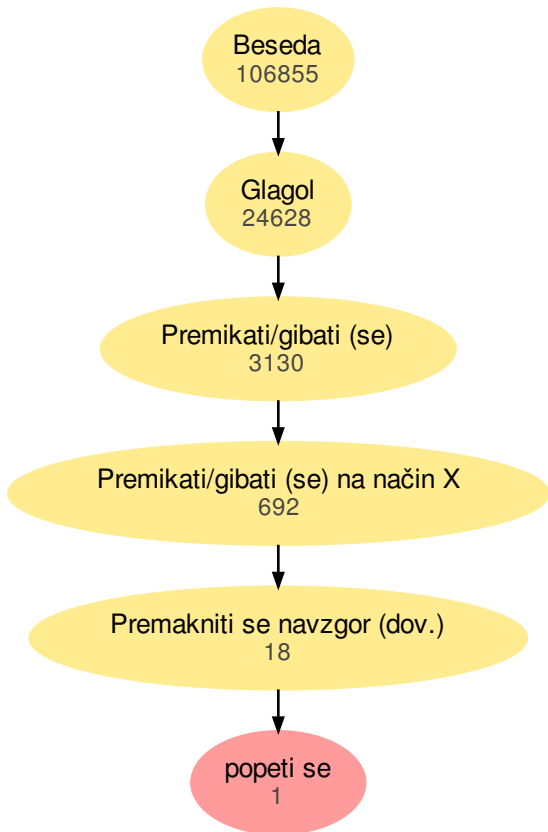 Beseda
106855
Glagol
24628
Premikati/gibati (se)
3130
Premikati/gibati (se) na način X
692
Premakniti se navzgor (dov.)
18
popeti se
1